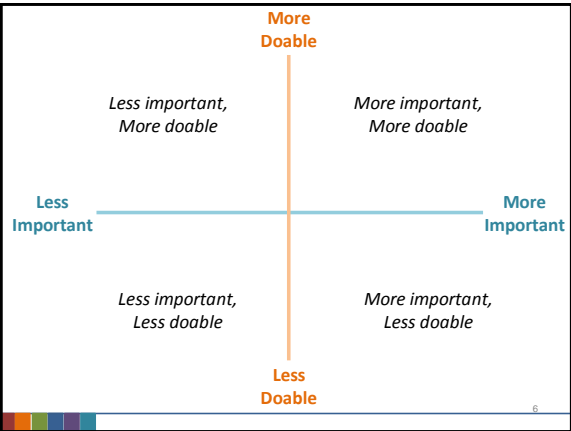 More
Doable
Less important,
More doable
More important,
More doable
Less
Important
More
Important
Less important,
Less doable
More important,
Less doable
Less
Doable
6